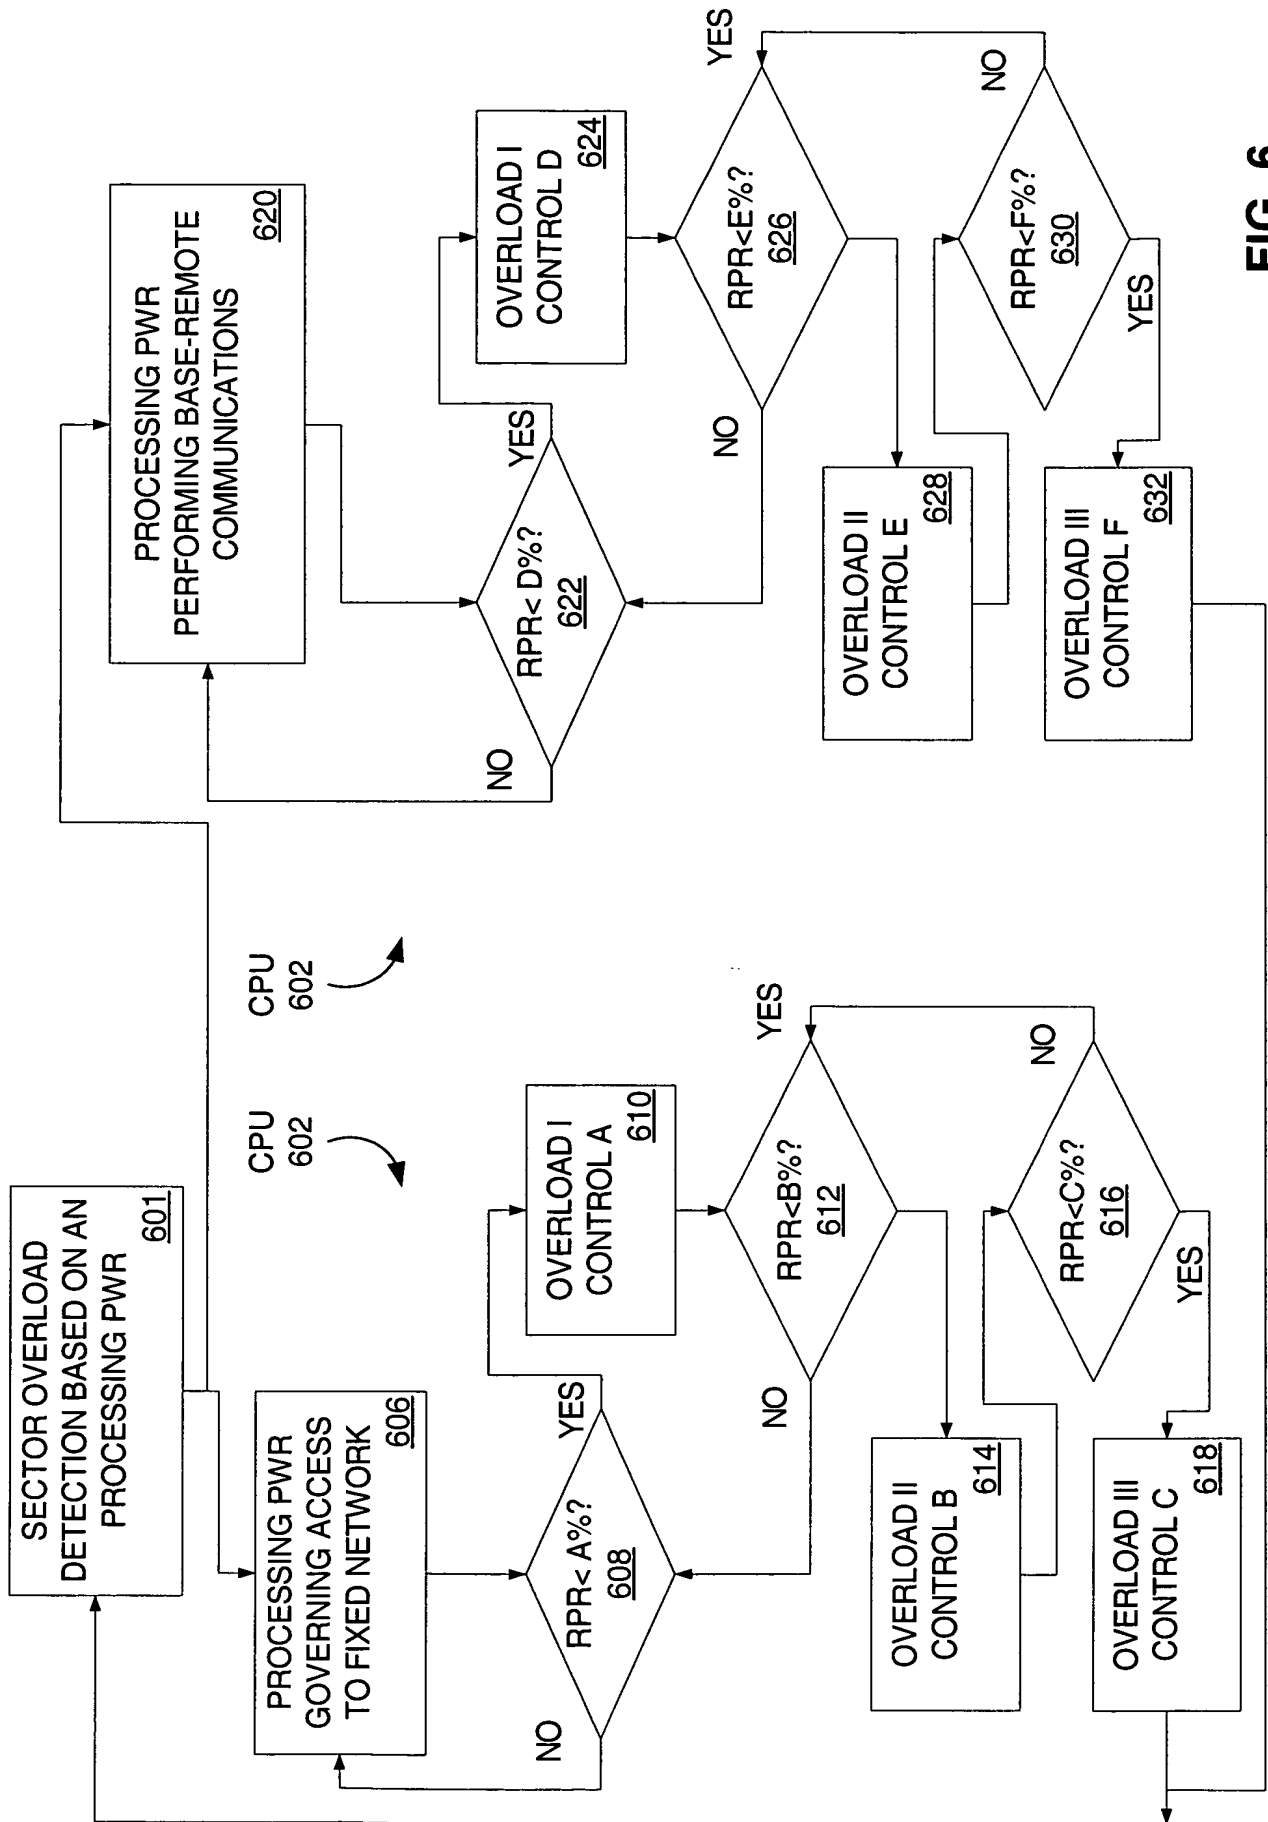 SECTOR OVERLOAD
DETECTION BASED ON AN
PROCESSING PWR
601
PROCESSING PWR
GOVERNING ACCESS
TO FIXED NETWORK
606
RPR< A%?
608
NO
YES
OVERLOAD I
CONTROL A
610
RPR<B%?
612
NO
YES
OVERLOAD II
CONTROL B
614
RPR<C%?
616
NO
YES
OVERLOAD III
CONTROL C
618
CPU
602
CPU
602
PROCESSING PWR
PERFORMING BASE-REMOTE
COMMUNICATIONS
620
RPR< D%?
622
NO
YES
OVERLOAD I
CONTROL D
624
RPR<E%?
626
NO
YES
OVERLOAD II
CONTROL E
628
RPR<F%?
630
NO
YES
OVERLOAD III
CONTROL F
632
FIG. 6